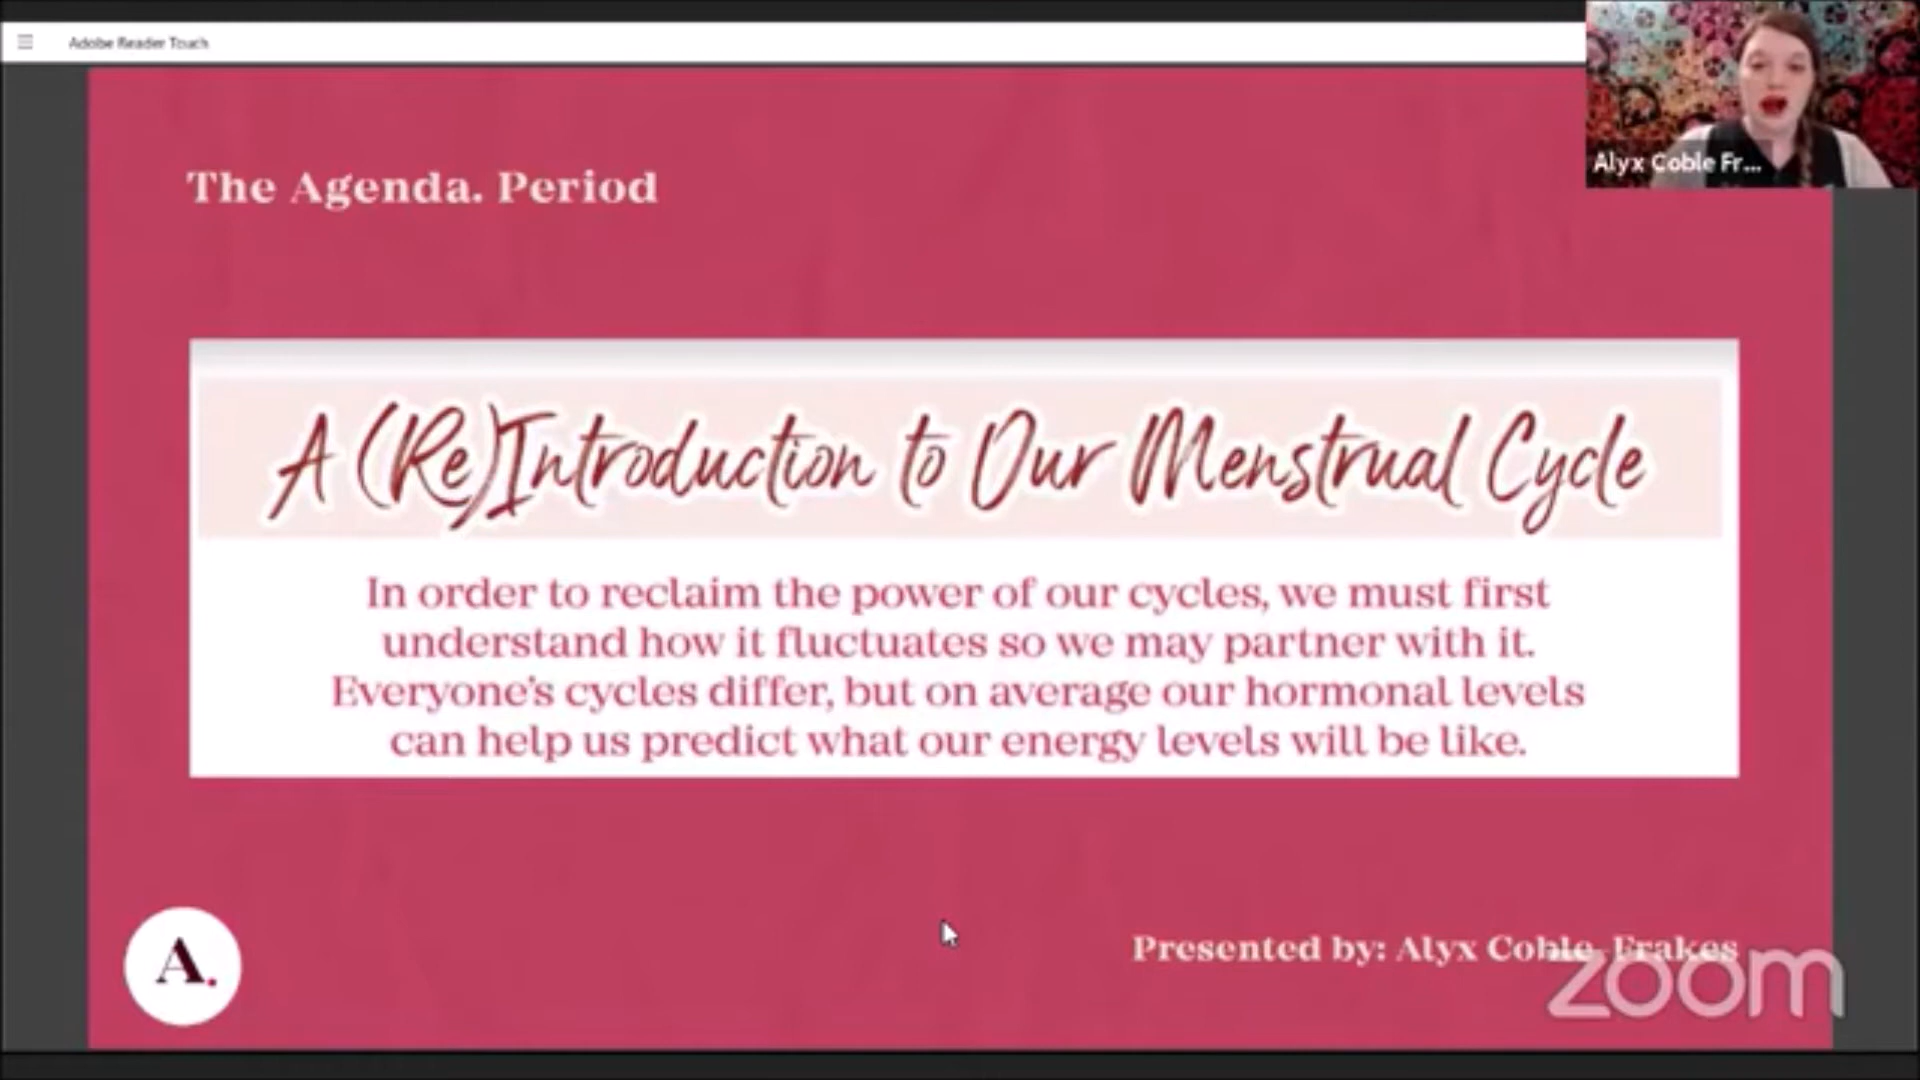 Adobe Reader Touch
Alyx Coble Fr...
The Agenda. Period
A (Re)Introduction to Our Menstrual Cycle
In order to reclaim the power of our cycles, we must first
understand how it fluctuates so we may partner with it.
Everyone's cycles differ, but on average our hormonal levels
can help us predict what our energy levels will be like.
A.
Presented by: Alyx Coble-Frakes
zoom